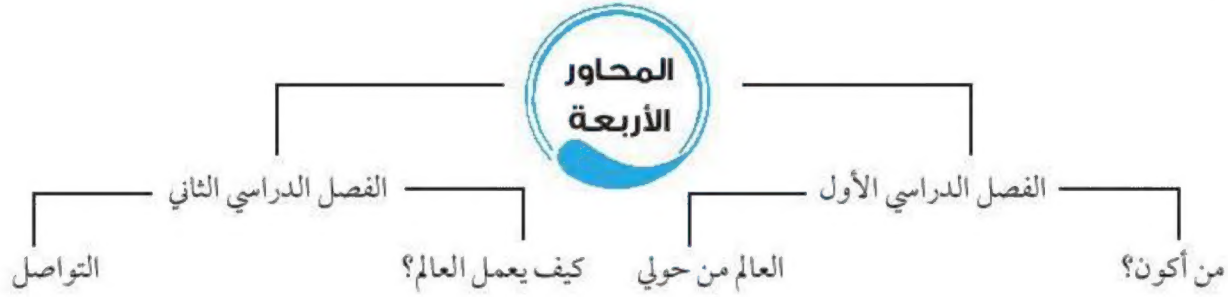 المحاور
الأربعة
الفصل الدراسي الأول
الفصل الدراسي الثاني
من أكون؟
العالم من حولي
كيف يعمل العالم؟
التواصل